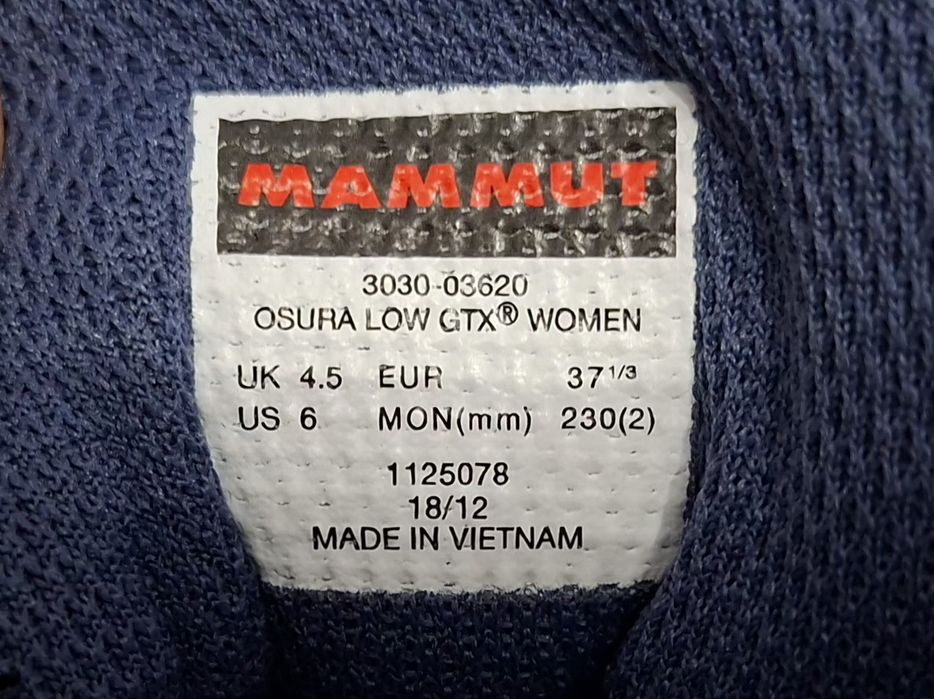 MAMMUT
3030-03620
OSURA LOW GTX® WOMEN
UK 4.5 EUR 37 1/3
US 6 MON(mm) 230(2)
1125078
18/12
MADE IN VIETNAM